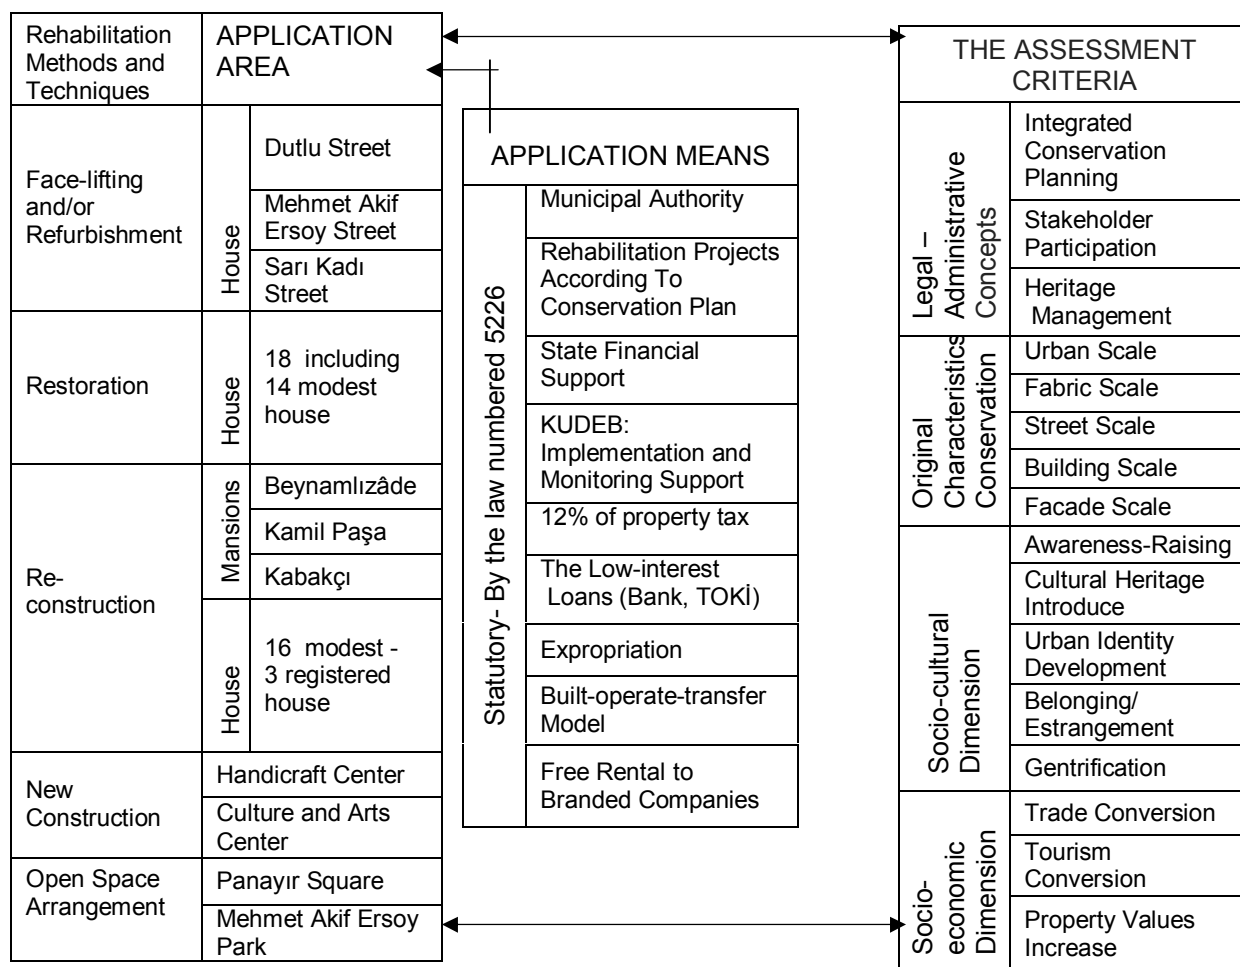 Rehabilitation
Methods and
Techniques
APPLICATION
AREA
Face-lifting
and/or
Refurbishment
House
Dutlu Street
Mehmet Akif
Ersoy Street
Sarı Kadı
Street
Restoration
House
18 including
14 modest
house
Re-
construction
Mansions
Beynamlızâde
Kamil Paşa
Kabakçı
House
16 modest -
3 registered
house
New
Construction
Handicraft Center
Culture and Arts
Center
Open Space
Arrangement
Panayır Square
Mehmet Akif Ersoy
Park
APPLICATION MEANS
Statutory- By the law numbered 5226
Municipal Authority
Rehabilitation Projects
According To
Conservation Plan
State Financial
Support
KUDEB:
Implementation and
Monitoring Support
12% of property tax
The Low-interest
Loans (Bank, TOKİ)
Expropriation
Built-operate-transfer
Model
Free Rental to
Branded Companies
THE ASSESSMENT
CRITERIA
Legal –
Administrative
Concepts
Integrated
Conservation
Planning
Stakeholder
Participation
Heritage
Management
Original
Characteristics
Conservation
Urban Scale
Fabric Scale
Street Scale
Building Scale
Facade Scale
Socio-cultural
Dimension
Awareness-Raising
Cultural Heritage
Introduce
Urban Identity
Development
Belonging/
Estrangement
Gentrification
Socio-
economic
Dimension
Trade Conversion
Tourism
Conversion
Property Values
Increase